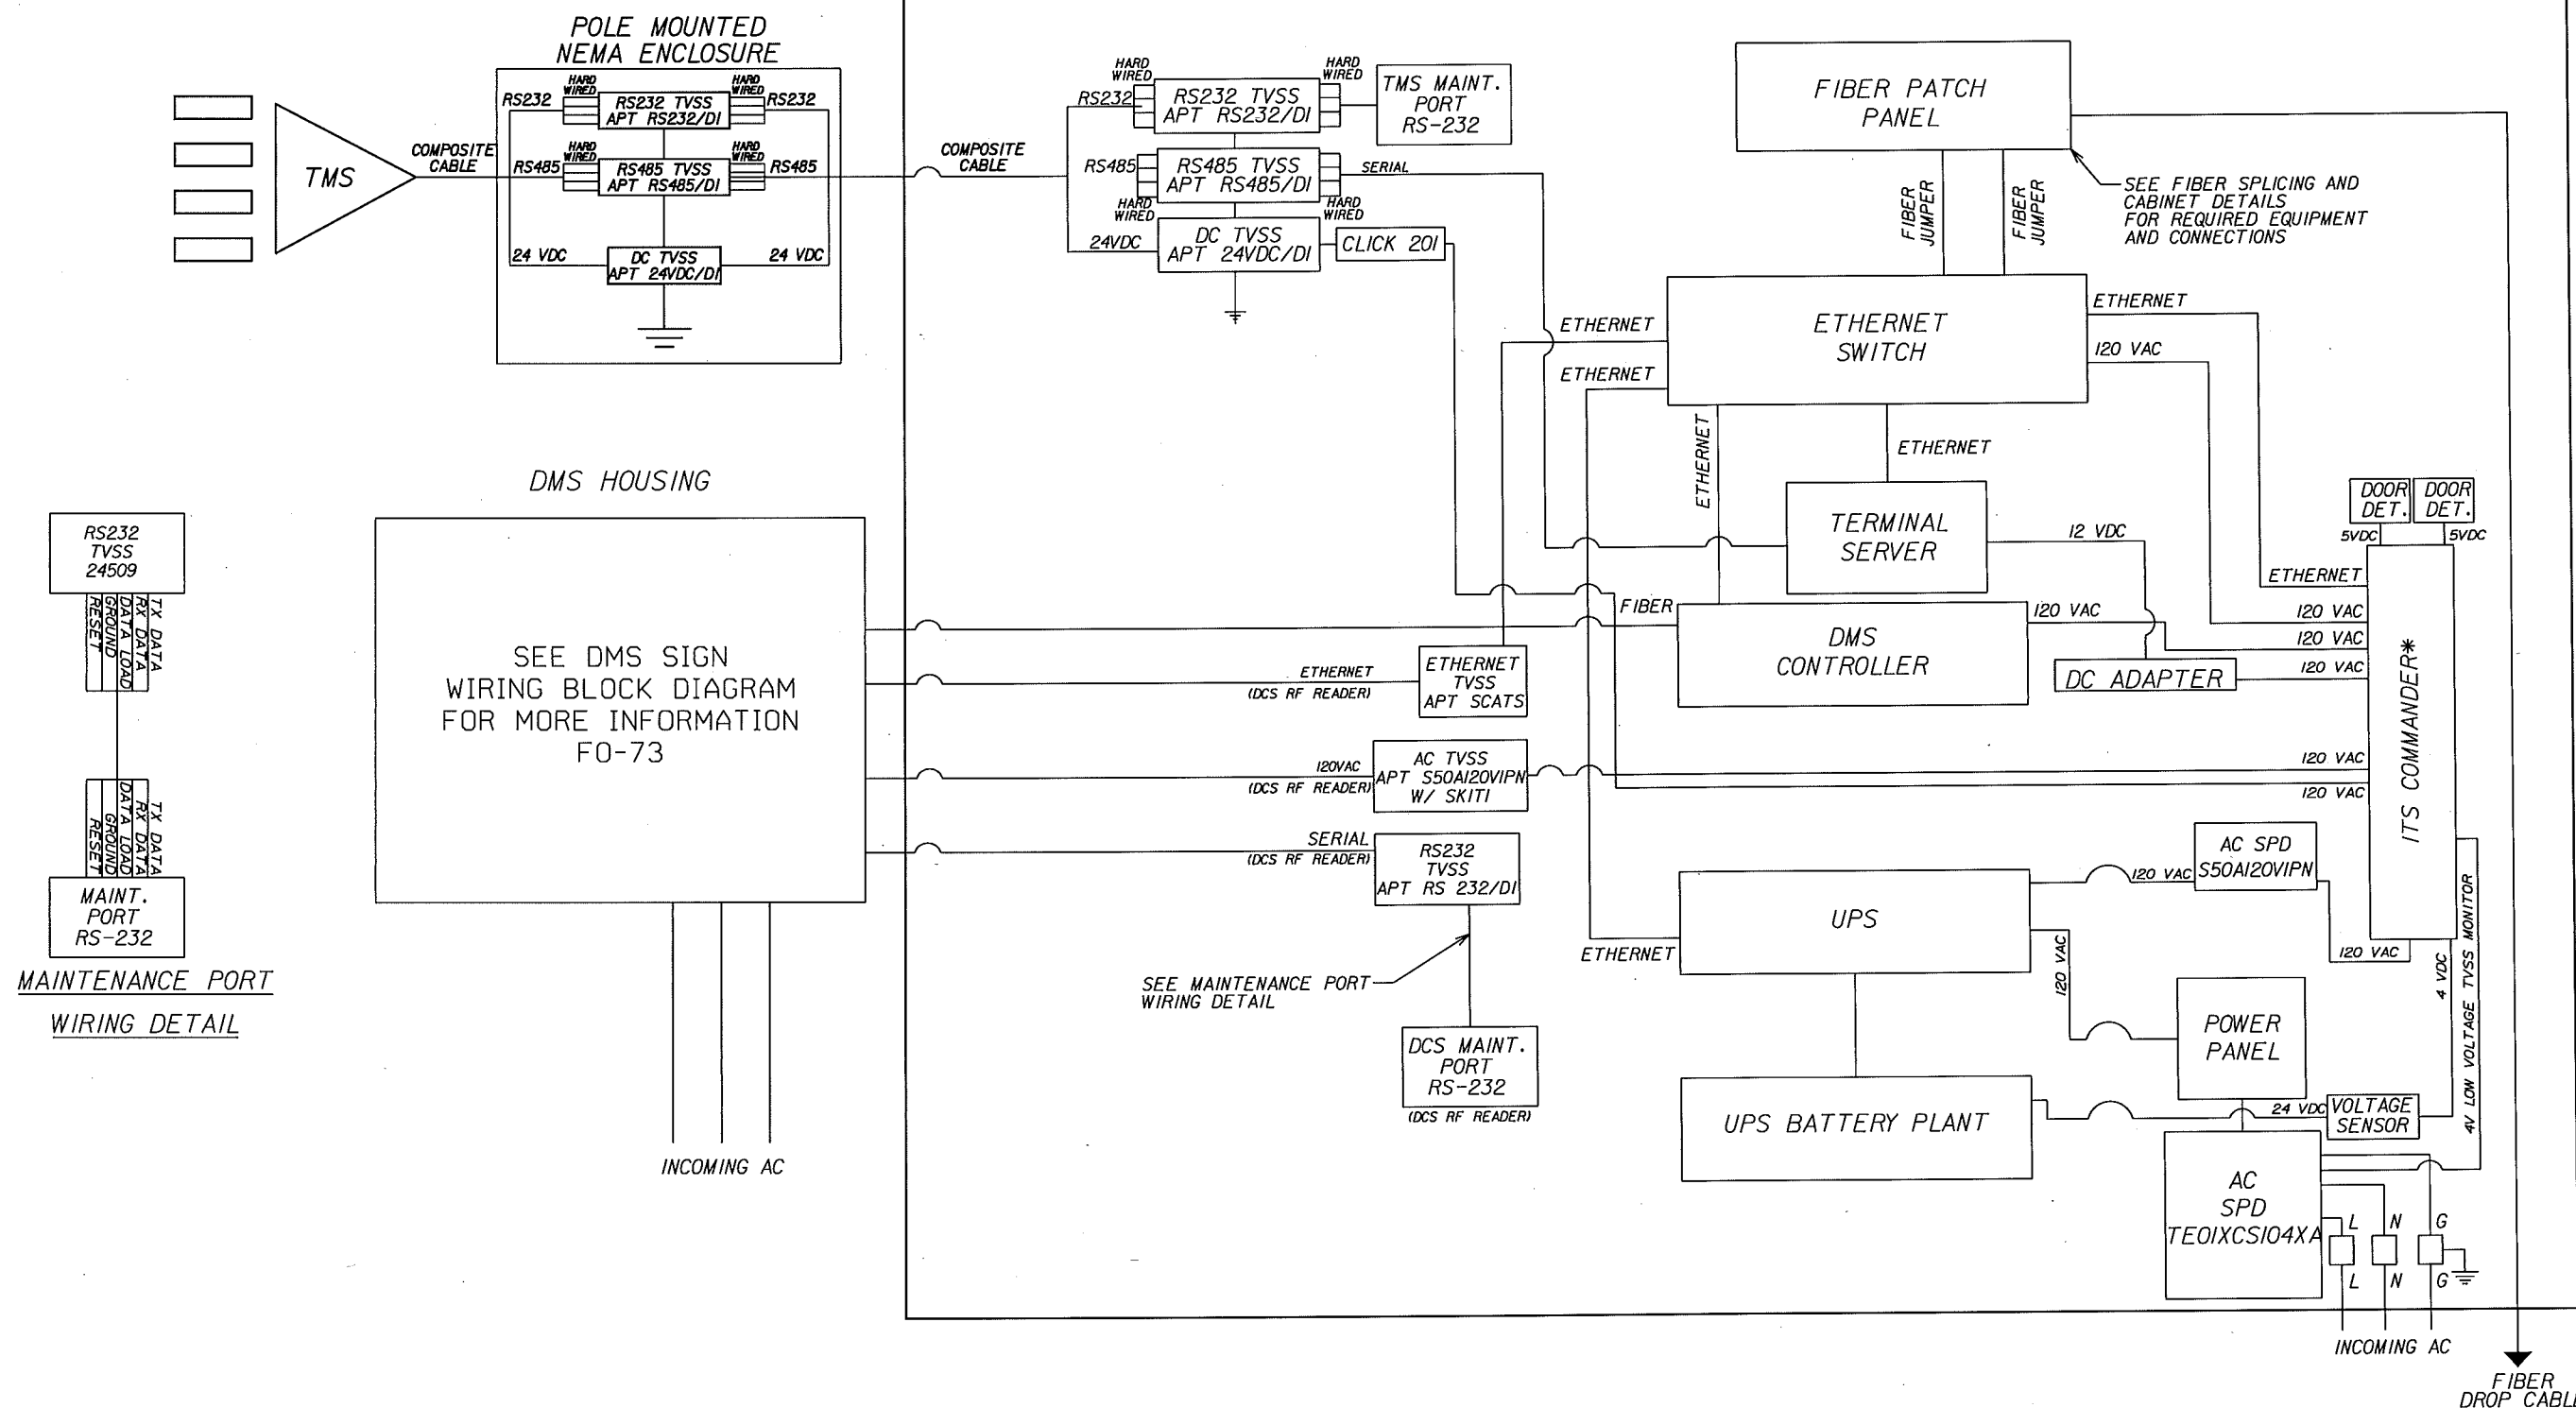 POLE MOUNTED
NEMA ENCLOSURE
HARD
WIRED
HARD
WIRED
RS232
RS232 TVSS
APT RS232/DI
RS232
COMPOSITE
CABLE
HARD
WIRED
HARD
WIRED
RS485
RS485 TVSS
APT RS485/DI
RS485
24 VDC
DC TVSS
APT 24VDC/DI
24 VDC
TMS
COMPOSITE
CABLE
HARD
WIRED
HARD
WIRED
RS232
RS232 TVSS
APT RS232/DI
TMS MAINT.
PORT
RS-232
RS485
RS485 TVSS
APT RS485/DI
SERIAL
HARD
WIRED
HARD
WIRED
24VDC
DC TVSS
APT 24VDC/DI
CLICK 201
FIBER PATCH
PANEL
FIBER
JUMPER
FIBER
JUMPER
SEE FIBER SPLICING AND
CABINET DETAILS
FOR REQUIRED EQUIPMENT
AND CONNECTIONS
ETHERNET
ETHERNET
ETHERNET
SWITCH
ETHERNET
120 VAC
ETHERNET
ETHERNET
TERMINAL
SERVER
12 VDC
DOOR
DET.
DOOR
DET.
5VDC
5VDC
ETHERNET
120 VAC
120 VAC
120 VAC
120 VAC
120 VAC
ITS COMMANDER*
FIBER
DMS
CONTROLLER
120 VAC
DC ADAPTER
DMS HOUSING
SEE DMS SIGN
WIRING BLOCK DIAGRAM
FOR MORE INFORMATION
FO-73
INCOMING AC
ETHERNET
(DCS RF READER)
ETHERNET
TVSS
APT SCATS
120VAC
(DCS RF READER)
AC TVSS
APT S50A120V1PN
W/ SKIT1
SERIAL
(DCS RF READER)
RS232
TVSS
APT RS 232/DI
SEE MAINTENANCE PORT
WIRING DETAIL
DCS MAINT.
PORT
RS-232
(DCS RF READER)
ETHERNET
UPS
120 VAC
AC SPD
S50A120V1PN
120 VAC
120 VAC
4 VDC
4V LOW VOLTAGE TVSS MONITOR
POWER
PANEL
UPS BATTERY PLANT
24 VDC
VOLTAGE
SENSOR
AC
SPD
TE01XCS104XA
L
N
G
L
N
G
INCOMING AC
FIBER
DROP CABLE
RS232
TVSS
24509
TX DATA
RX DATA
DATA LOAD
GROUND
RESET
TX DATA
RX DATA
DATA LOAD
GROUND
RESET
MAINT.
PORT
RS-232
MAINTENANCE PORT
WIRING DETAIL